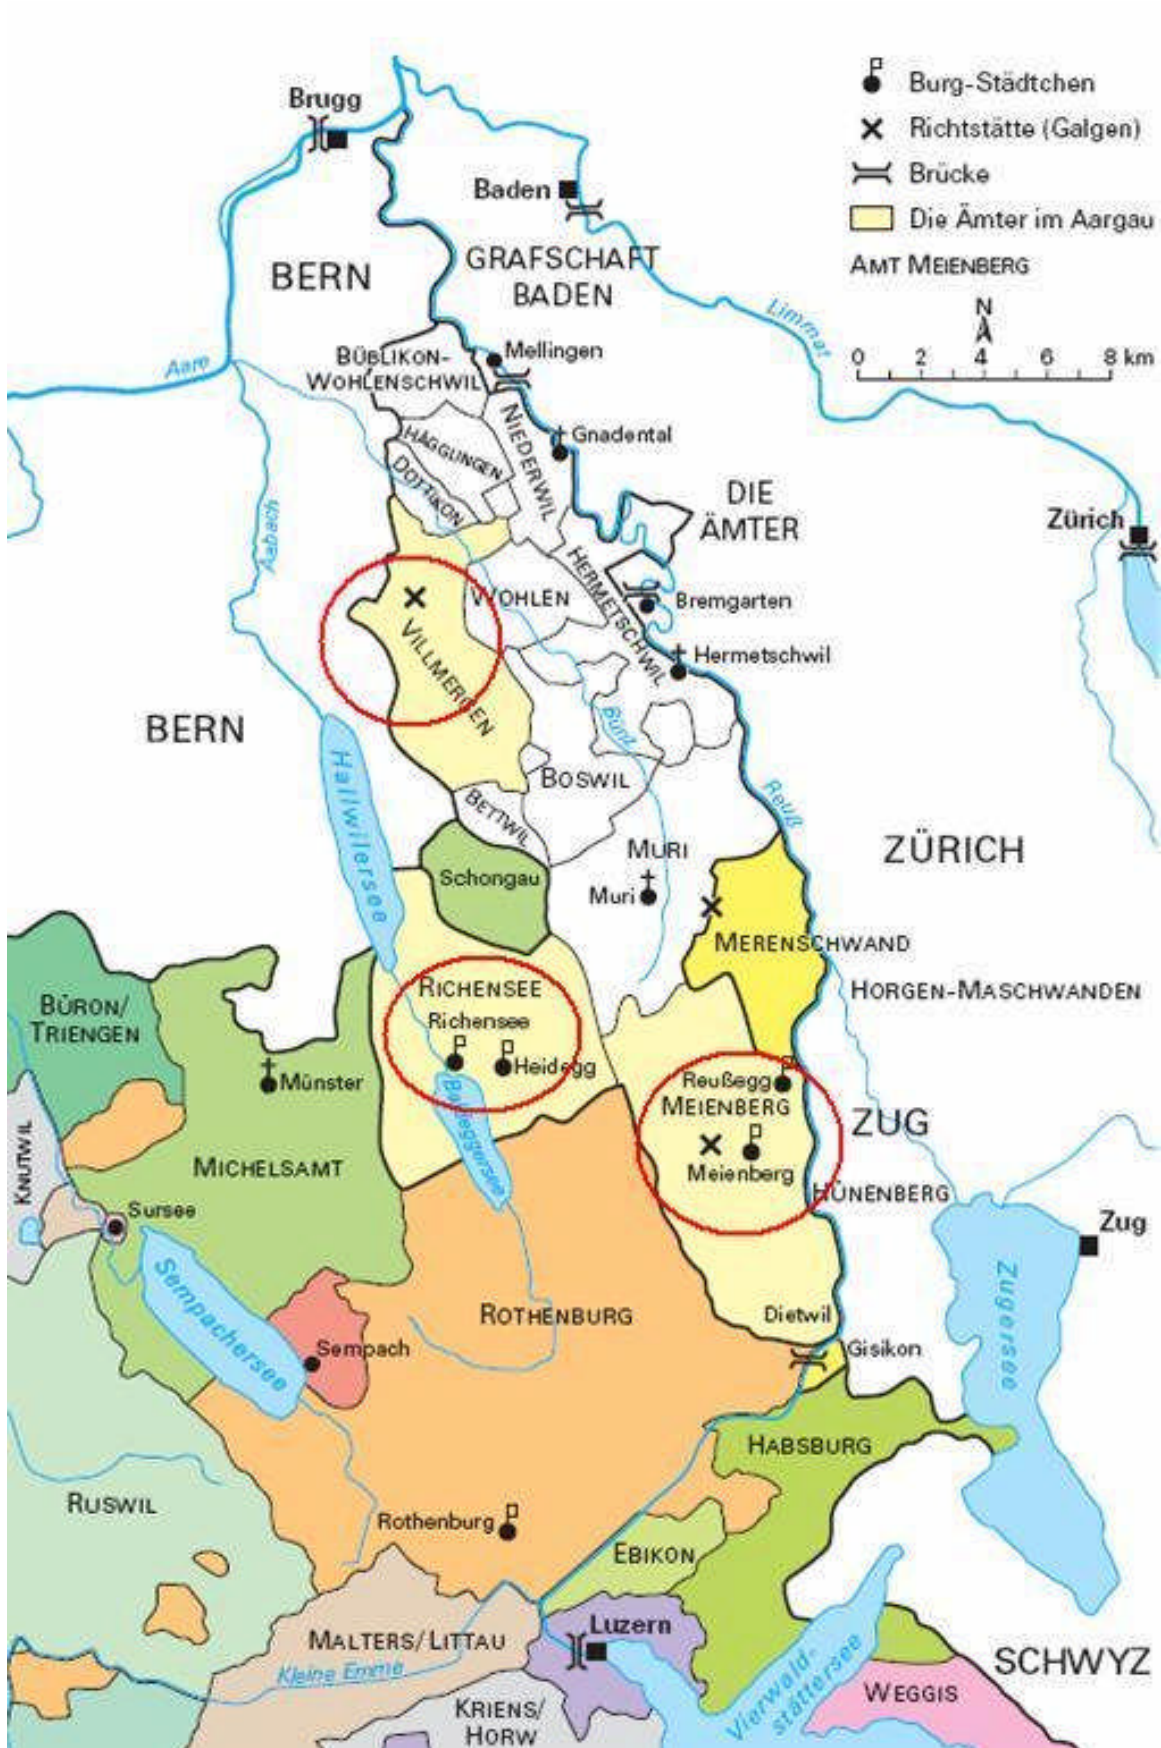 Burg-Städtchen
Brugg
Richtstätte (Galgen)
Brücke
Baden
Die Ämter im Aargau
GRAFSCHAFT
BADEN
AMT MEIENBERG
BERN
N
Limmat
Mellingen
0 2 4 6 8 km
BÜBLIKON-
WOHLENSCHWIL
Aare
NIEDERWIL
Gnadental
HÄGGLINGEN
DOTTIKON
DIE
ÄMTER
Zürich
Aabach
HERMETSCHWIL
WOHLEN
Bremgarten
VILLMERGEN
Hermetschwil
BERN
Bünz
Hallwilersee
BOSWIL
Reuß
BETTWIL
MURI
ZÜRICH
Schongau
Muri
MERENSCHWAND
RICHENSEE
HORGEN-MASCHWANDEN
BÜRON/
TRIENGEN
Richensee
Heidegg
Münster
Reußegg
MEIENBERG
ZUG
Baldeggersee
KNUTWIL
MICHELSAMT
Meienberg
HÜNENBERG
Sursee
Zug
Sempachersee
Zugersee
ROTHENBURG
Dietwil
Sempach
Gisikon
HABSBURG
RUSWIL
Rothenburg
EBIKON
Luzern
MALTERS/LITTAU
Kleine Emme
Vierwald-
stättersee
SCHWYZ
WEGGIS
KRIENS/
HORW